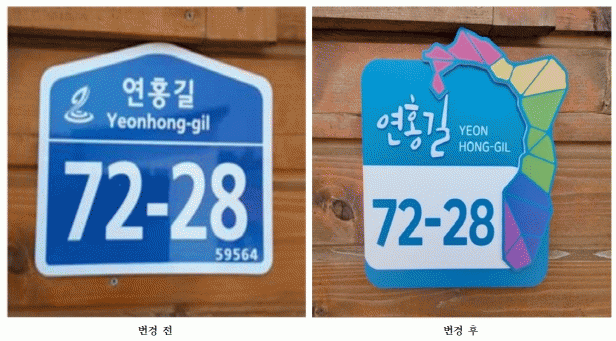 연홍길
Yeonhong-gil
72-28
59564
연홍길
YEON
HONG-GIL
72-28
변경 전
변경 후